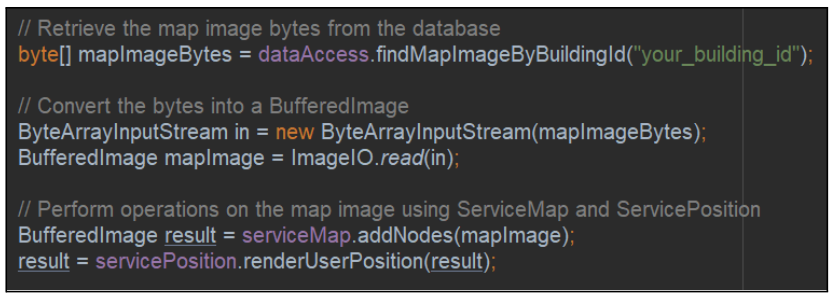 // Retrieve the map image bytes from the database
byte[] mapImageBytes = dataAccess.findMapImageByBuildingId("your_building_id");
// Convert the bytes into a BufferedImage
ByteArrayInputStream in = new ByteArrayInputStream(mapImageBytes);
BufferedImage mapImage = ImageIO.read(in);
// Perform operations on the map image using ServiceMap and ServicePosition
BufferedImage result = serviceMap.addNodes(mapImage);
result = servicePosition.renderUserPosition(result);